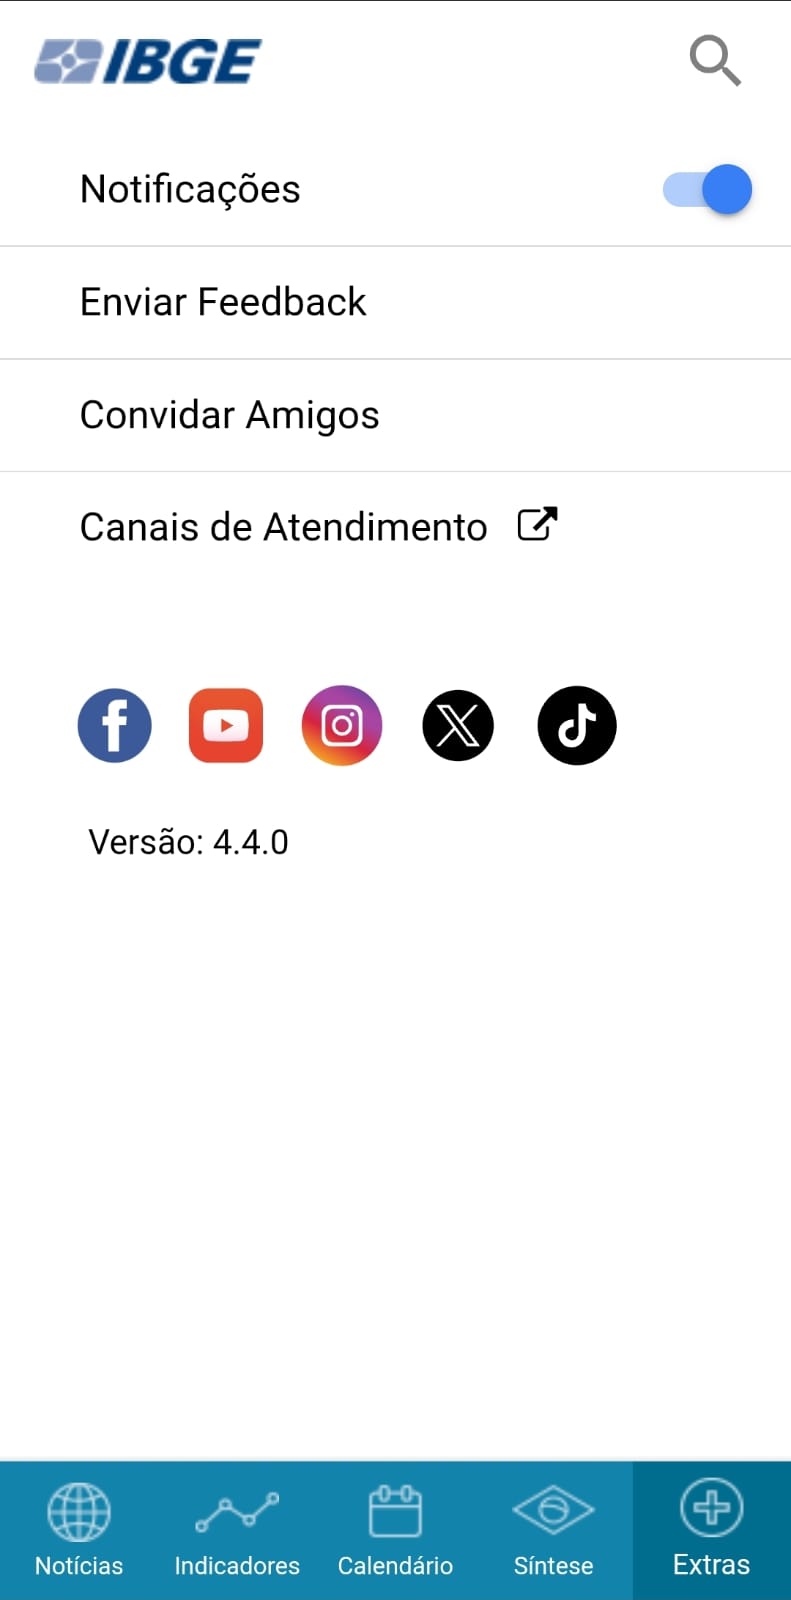 IBGE
Notificações
Enviar Feedback
Convidar Amigos
Canais de Atendimento
Versão: 4.4.0
Notícias
Indicadores
Calendário
Síntese
Extras